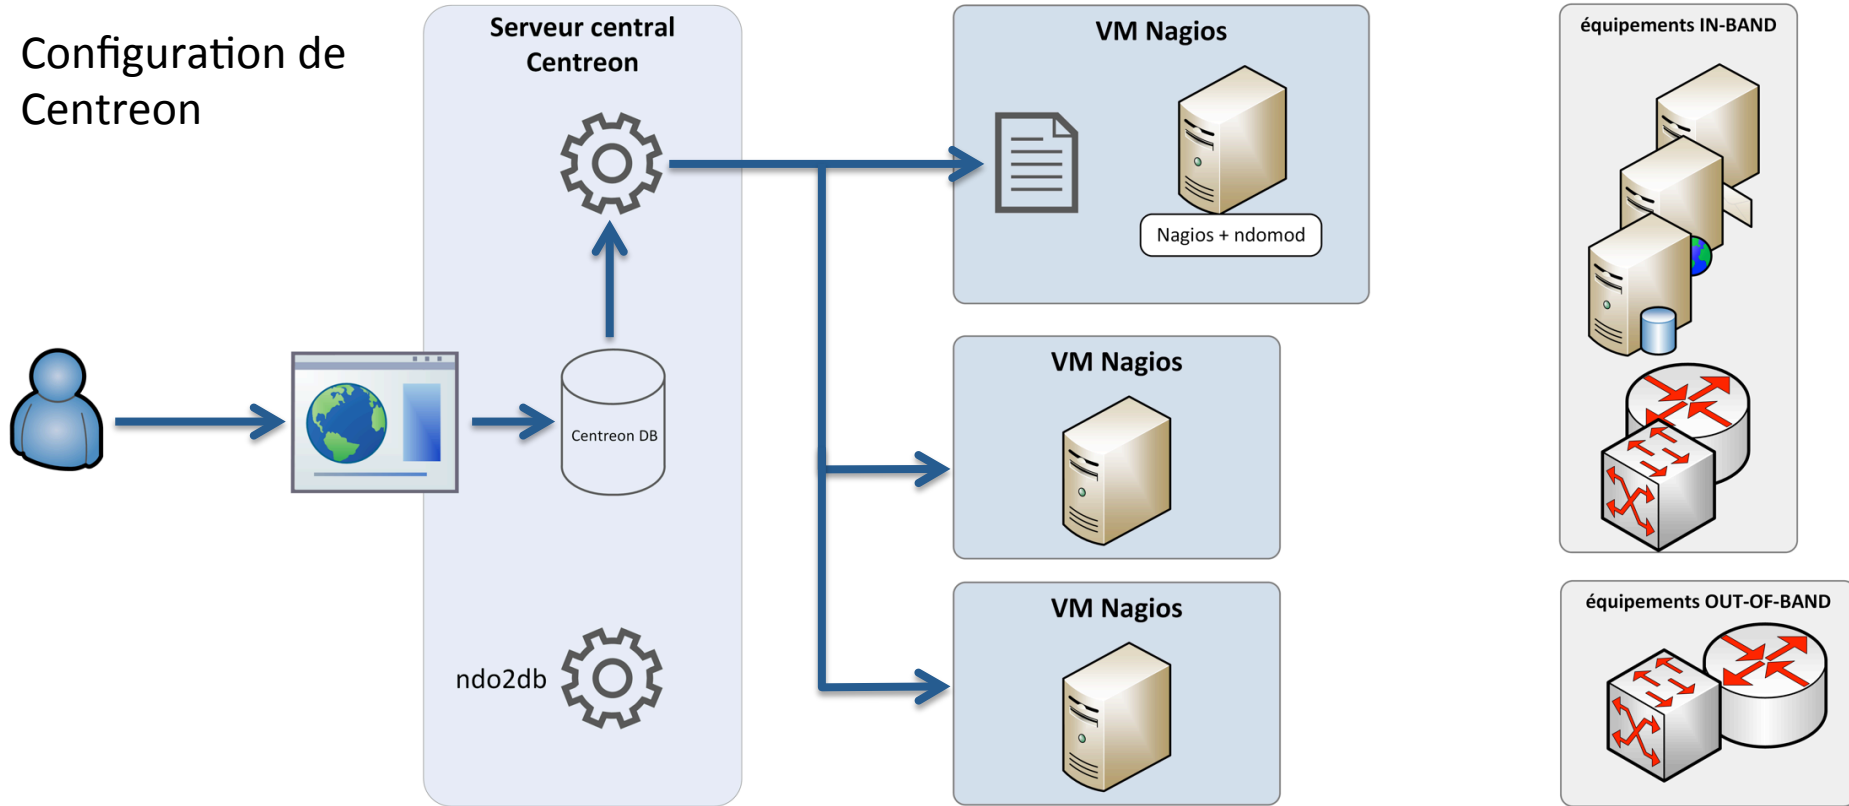 Configuration de
Centreon
Serveur central
Centreon
VM Nagios
Nagios + ndomod
équipements IN-BAND
Centreon DB
VM Nagios
ndo2db
VM Nagios
équipements OUT-OF-BAND